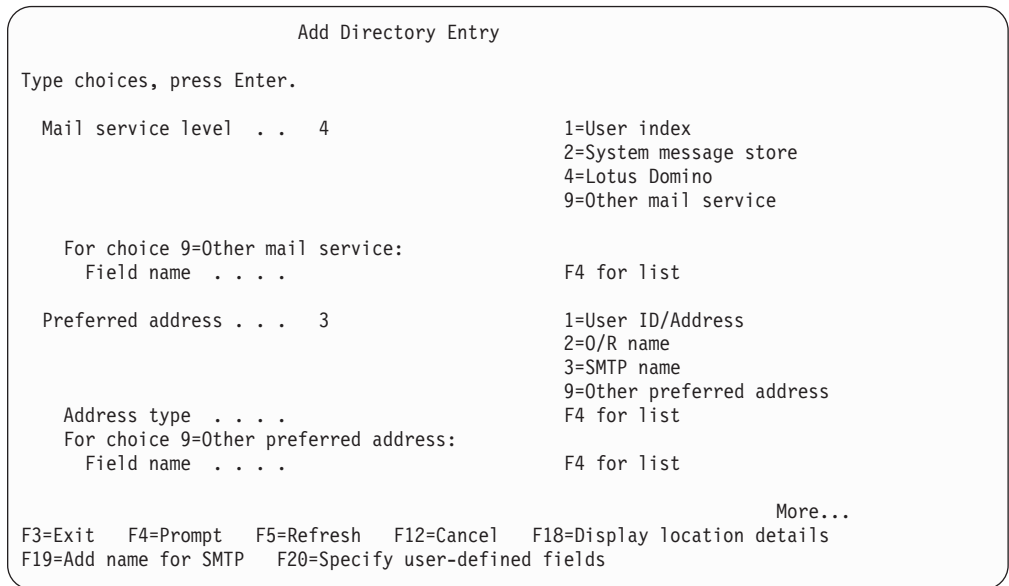 Add Directory Entry
Type choices, press Enter.
Mail service level . . 4 1=User index
2=System message store
4=Lotus Domino
9=Other mail service
For choice 9=Other mail service:
Field name . . . . F4 for list
Preferred address . . . 3 1=User ID/Address
2=O/R name
3=SMTP name
9=Other preferred address
Address type . . . . F4 for list
For choice 9=Other preferred address:
Field name . . . . F4 for list
More...
F3=Exit F4=Prompt F5=Refresh F12=Cancel F18=Display location details
F19=Add name for SMTP F20=Specify user-defined fields